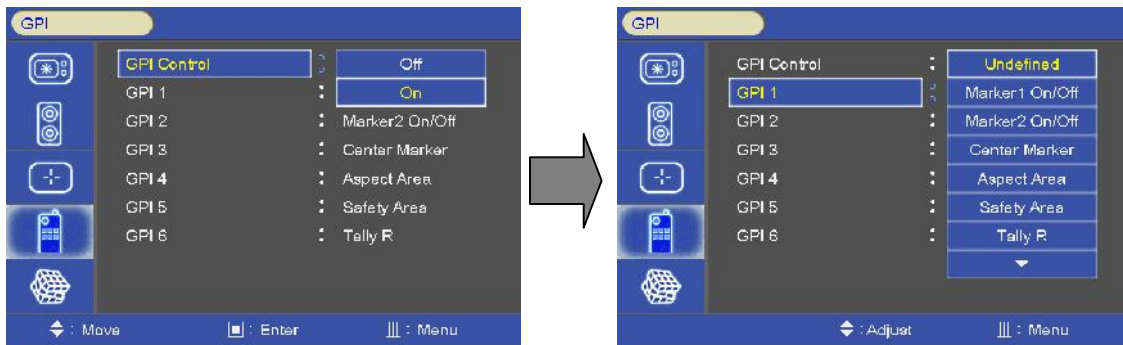 GPI
GPI Control : Off
GPI 1 : On
GPI 2 : Marker2 On/Off
GPI 3 : Center Marker
GPI 4 : Aspect Area
GPI 5 : Safety Area
GPI 6 : Tally R
: Move : Enter : Menu
GPI
GPI Control : Undefined
GPI 1 : Marker1 On/Off
GPI 2 : Marker2 On/Off
GPI 3 : Center Marker
GPI 4 : Aspect Area
GPI 5 : Safety Area
GPI 6 : Tally R
: Adjust : Menu